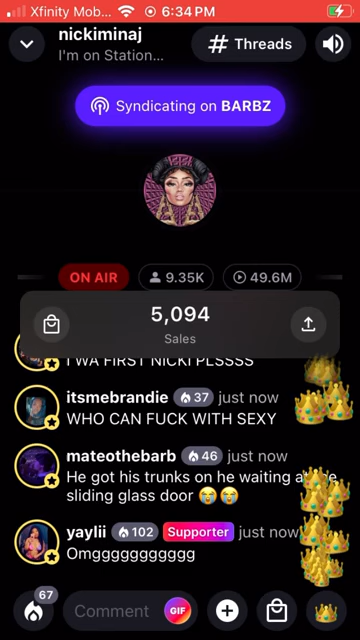 Xfinity Mob... 6:34 PM
nickiminaj
I'm on Station...
# Threads
Syndicating on BARBZ
ON AIR 9.35K 49.6M
5,094
Sales
I WA FIRST NICKI PLSSSS
itsmebrandie 37 just now
WHO CAN FUCK WITH SEXY
mateothebarb 46 just now
He got his trunks on he waiting at
sliding glass door 😭😭
yaylii 102 Supporter just now
Omggggggggggg
67
Comment GIF